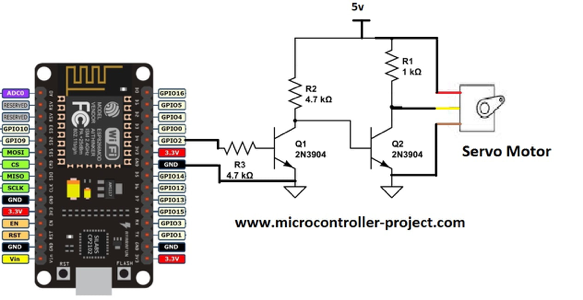 5v
ADC0
RESERVED
RESERVED
GPIO10
GPIO9
MOSI
CS
MISO
SCLK
GND
3.3V
EN
RST
GND
Vin
GPIO16
GPIO5
GPIO4
GPIO0
GPIO2
3.3V
GND
GPIO14
GPIO12
GPIO13
GPIO15
GPIO3
GPIO1
GND
3.3V
WIFI
SILABS
CP2102
RST
FLASH
R3
4.7 kΩ
R2
4.7 kΩ
Q1
2N3904
R1
1 kΩ
Q2
2N3904
Servo Motor
www.microcontroller-project.com